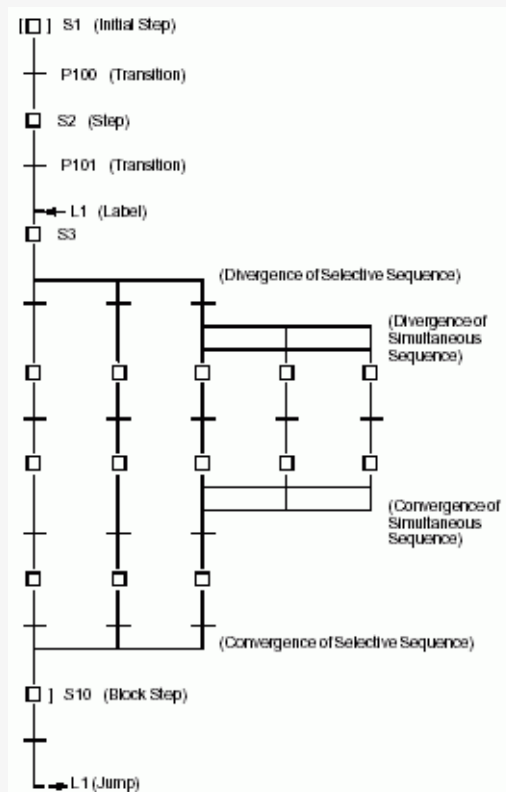 [ ] S1 (Initial Step)
P100 (Transition)
S2 (Step)
P101 (Transition)
L1 (Label)
S3
(Divergence of Selective Sequence)
(Divergence of
Simultaneous
Sequence)
(Convergence of
Simultaneous
Sequence)
(Convergence of Selective Sequence)
] S10 (Block Step)
L1 (Jump)